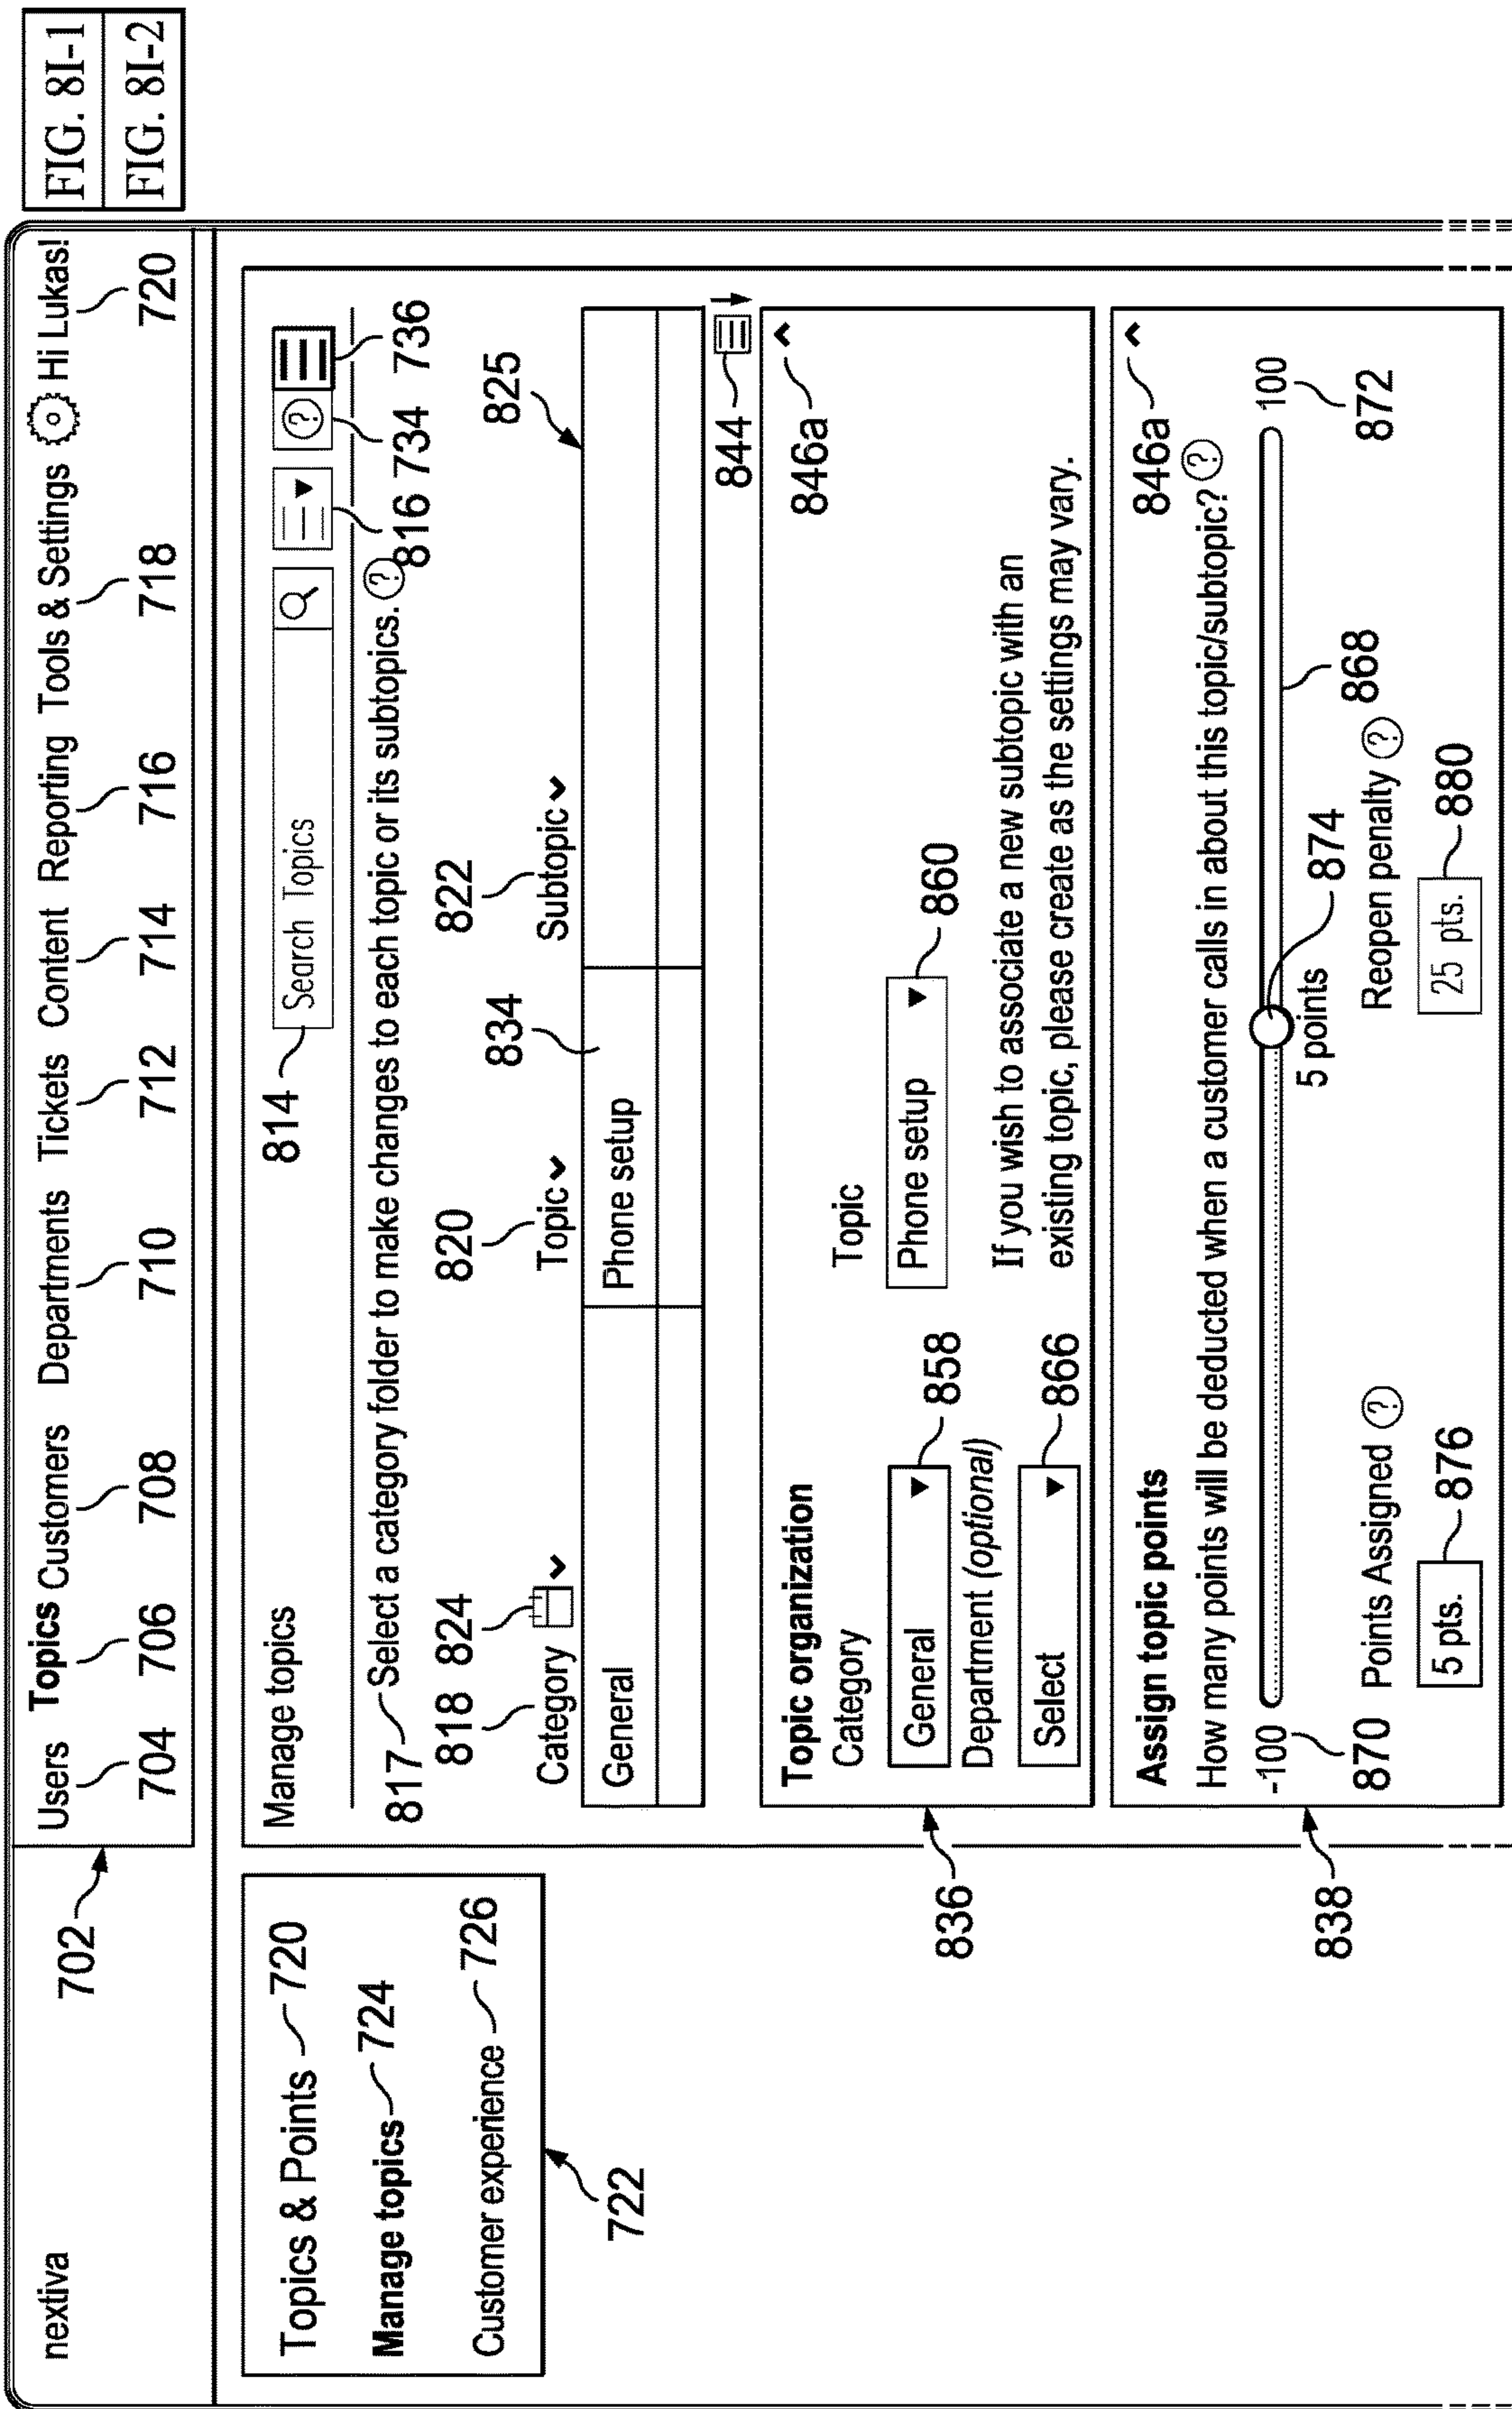 FIG. 8I-1
FIG. 8I-2
nextiva
702
Users Topics Customers Departments Tickets Content Reporting Tools & Settings Hi Lukas!
704 706 708 710 712 714 716 718 720
Topics & Points 720
Manage topics 724
Customer experience 726
722
Manage topics
814 Search Topics ?
816 734 736
817 Select a category folder to make changes to each topic or its subtopics. ?
818 824 820 822 825
Category Topic Subtopic
834
General Phone setup
844
836
Topic organization
846a
Category Topic
General 858 Phone setup 860
Department (optional)
Select 866
If you wish to associate a new subtopic with an
existing topic, please create as the settings may vary.
838
Assign topic points
846a
How many points will be deducted when a customer calls in about this topic/subtopic? ?
-100 100
870 5 points 874 868 872
Points Assigned ? Reopen penalty ?
5 pts. 876 25 pts. 880